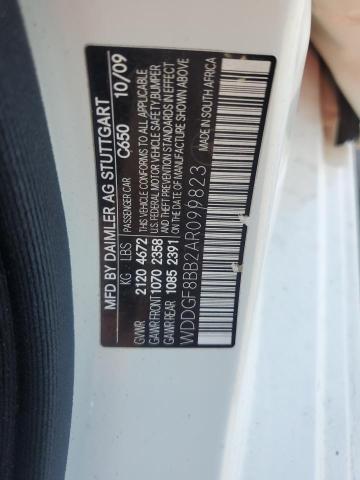 MFD BY DAIMLER AG STUTTGART
C650 10/09
KG LBS PASSENGER CAR
GVWR 2120 4672
GAWR FRONT 1070 2358
GAWR REAR 1085 2391
THIS VEHICLE CONFORMS TO ALL APPLICABLE
U.S. FEDERAL MOTOR VEHICLE SAFETY, BUMPER
AND THEFT PREVENTION STANDARDS IN EFFECT
ON THE DATE OF MANUFACTURE SHOWN ABOVE
WDDGF8BB2AR099823
MADE IN SOUTH AFRICA